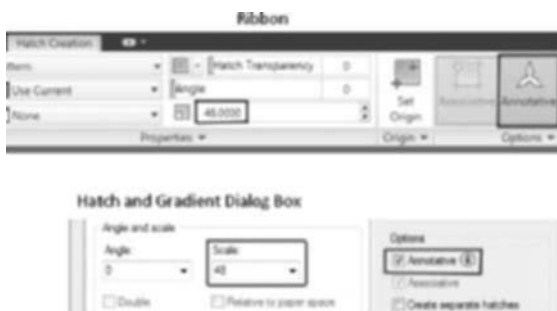 Ribbon
Hatch Creation
ttern Hatch Transparency 0
Use Current Angle 0
None 48.0000
Set Origin Associative Annotative
Properties Origin Options
Hatch and Gradient Dialog Box
Angle and scale Options
Angle: Scale: Annotative
0 48 Associative
Double Relative to paper space Create separate hatches